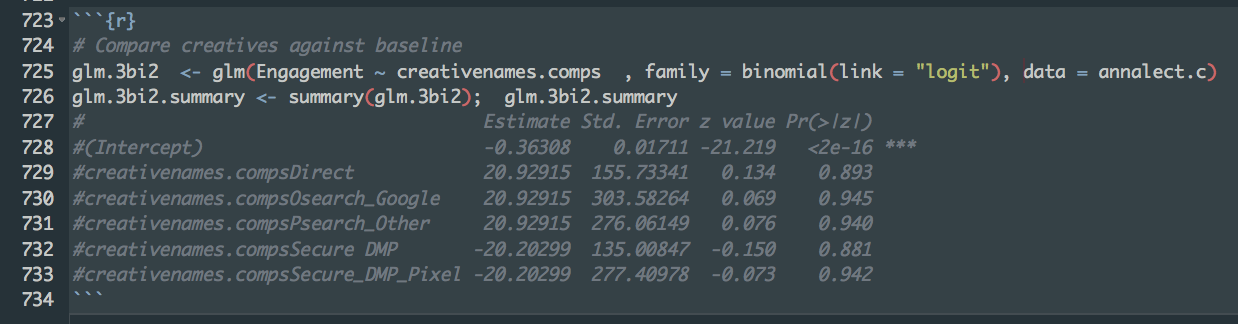 723 ```{r}
724 # Compare creatives against baseline
725 glm.3bi2  <- glm(Engagement ~ creativenames.comps  , family = binomial(link = "logit"), data = annalect.c)
726 glm.3bi2.summary <- summary(glm.3bi2);  glm.3bi2.summary
727 #                                       Estimate Std. Error z value Pr(>|z|)
728 #(Intercept)                            -0.36308    0.01711 -21.219   <2e-16 ***
729 #creativenames.compsDirect              20.92915  155.73341   0.134    0.893
730 #creativenames.compsOsearch_Google      20.92915  303.58264   0.069    0.945
731 #creativenames.compsPsearch_Other       20.92915  276.06149   0.076    0.940
732 #creativenames.compsSecure DMP         -20.20299  135.00847  -0.150    0.881
733 #creativenames.compsSecure_DMP_Pixel   -20.20299  277.40978  -0.073    0.942
734 ```